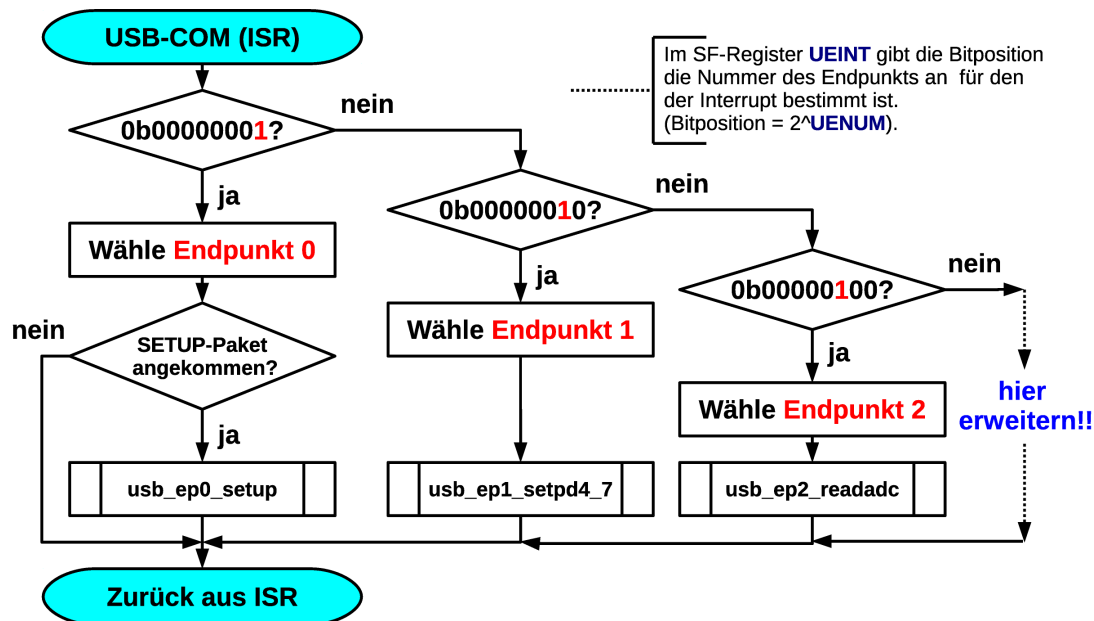 USB-COM (ISR)
Im SF-Register UEINT gibt die Bitposition
die Nummer des Endpunkts an für den
der Interrupt bestimmt ist.
(Bitposition = 2^UENUM).
0b00000001?
nein
ja
Wähle Endpunkt 0
SETUP-Paket
angekommen?
nein
ja
usb_ep0_setup
0b00000010?
nein
ja
Wähle Endpunkt 1
usb_ep1_setpd4_7
0b00000100?
nein
ja
Wähle Endpunkt 2
usb_ep2_readadc
hier
erweitern!!
Zurück aus ISR